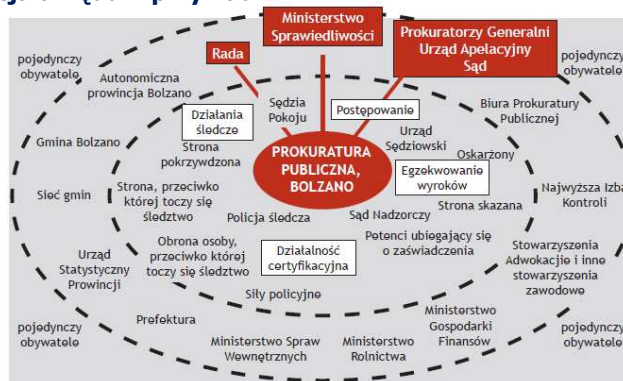 Ministerstwo
Sprawiedliwości
Rada
Prokuratorzy Generalni
Urząd Apelacyjny
Sąd
pojedynczy
obywatele
pojedynczy
obywatele
Autonomiczna
prowincja Bolzano
Działania
śledcze
Sędzia
Pokoju
Postępowanie
Biura Prokuratury
Publicznej
Gmina Bolzano
Strona
pokrzywdzona
PROKURATURA
PUBLICZNA,
BOLZANO
Urząd
Sędziowski
Oskarżony
Egzekwowanie
wyroków
Sieć gmin
Strona, przeciwko
której toczy się
śledztwo
Policja śledcza
Sąd Nadzorczy
Strona skazana
Najwyższa Izba
Kontroli
Urząd
Statystyczny
Prowincji
Obrona osoby,
przeciwko której
toczy się śledztwo
Działalność
certyfikacyjna
Potenci ubiegający się
o zaświadczenia
Stowarzyszenia
Adwokackie i inne
stowarzyszenia
zawodowe
Siły policyjne
Prefektura
Ministerstwo Spraw
Wewnętrznych
Ministerstwo
Rolnictwa
Ministerstwo
Gospodarki
Finansów
pojedynczy
obywatele
pojedynczy
obywatele